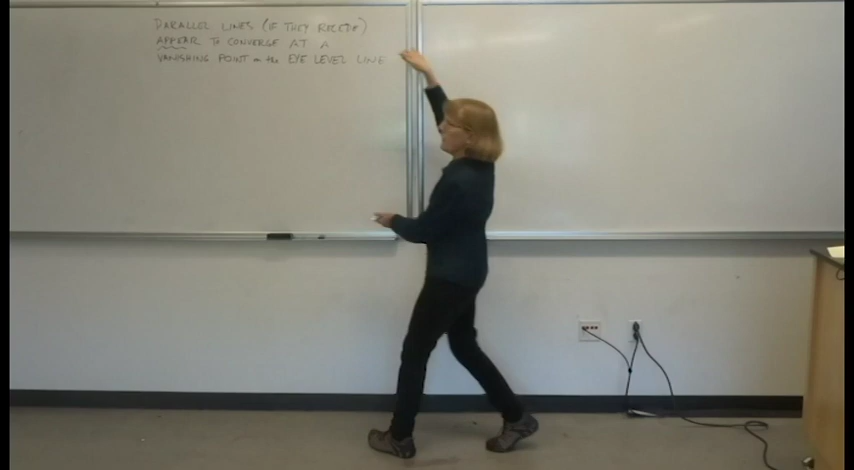 PARALLEL LINES (IF THEY RECEDE)
APPEAR TO CONVERGE AT A
VANISHING POINT on the EYE LEVEL LINE